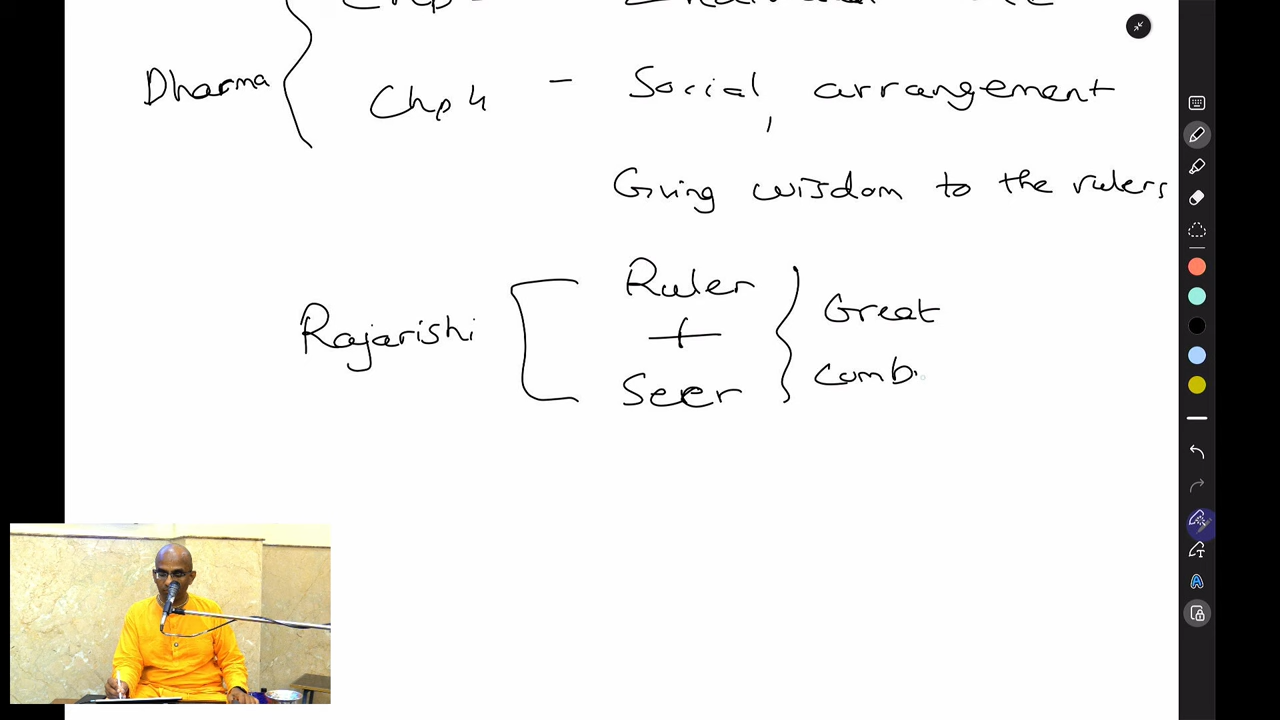 Dharma
Chp 4 - Social, arrangement
Giving wisdom to the rulers
Rajarishi
Ruler
+
Seer
Great
comb